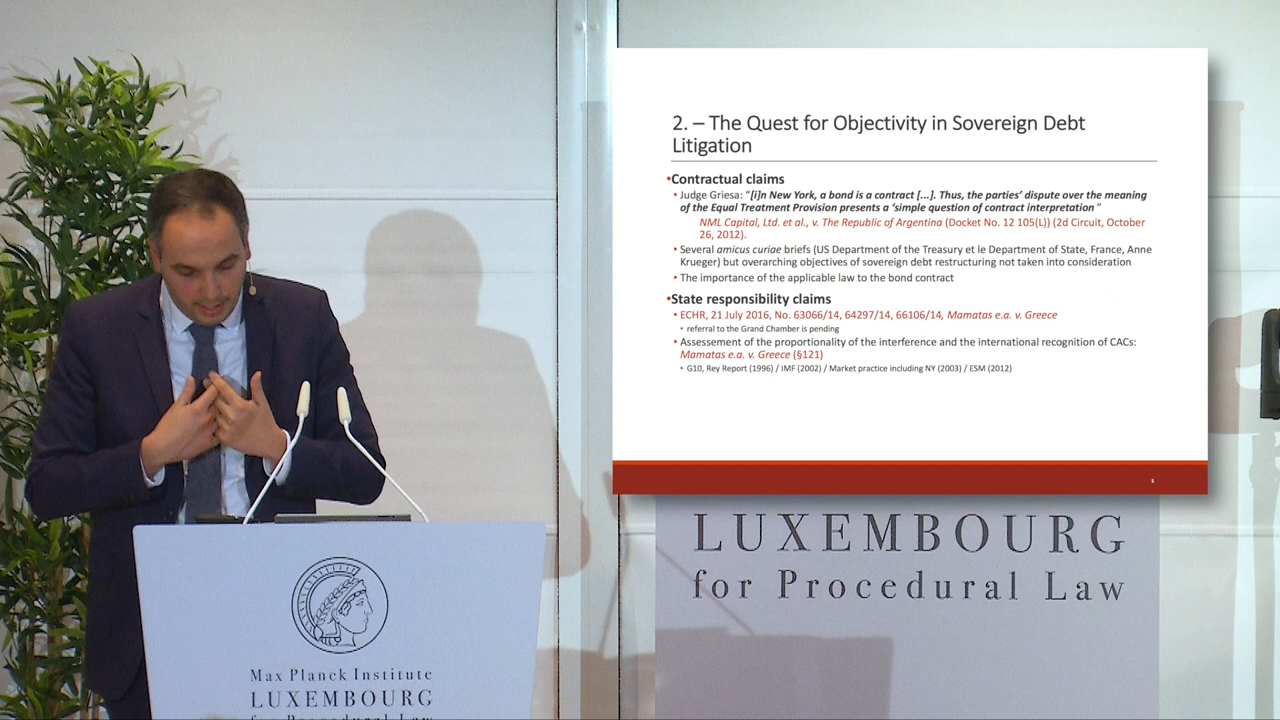 2. – The Quest for Objectivity in Sovereign Debt
Litigation
•Contractual claims
• Judge Griesa: “[i]n New York, a bond is a contract [...]. Thus, the parties’ dispute over the meaning
of the Equal Treatment Provision presents a ‘simple question of contract interpretation”
NML Capital, Ltd. et al., v. The Republic of Argentina (Docket No. 12 105(L)) (2d Circuit, October
26, 2012).
• Several amicus curiae briefs (US Department of the Treasury et le Department of State, France, Anne
Krueger) but overarching objectives of sovereign debt restructuring not taken into consideration
• The importance of the applicable law to the bond contract
•State responsibility claims
• ECHR, 21 July 2016, No. 63066/14, 64297/14, 66106/14, Mamatas e.a. v. Greece
• referral to the Grand Chamber is pending
• Assessement of the proportionality of the interference and the international recognition of CACs:
Mamatas e.a. v. Greece (§121)
• G10, Rey Report (1996) / IMF (2002) / Market practice including NY (2003) / ESM (2012)
LUXEMBOURG
for Procedural Law
Max Planck Institute
LUXEMBOURG
for Procedural Law